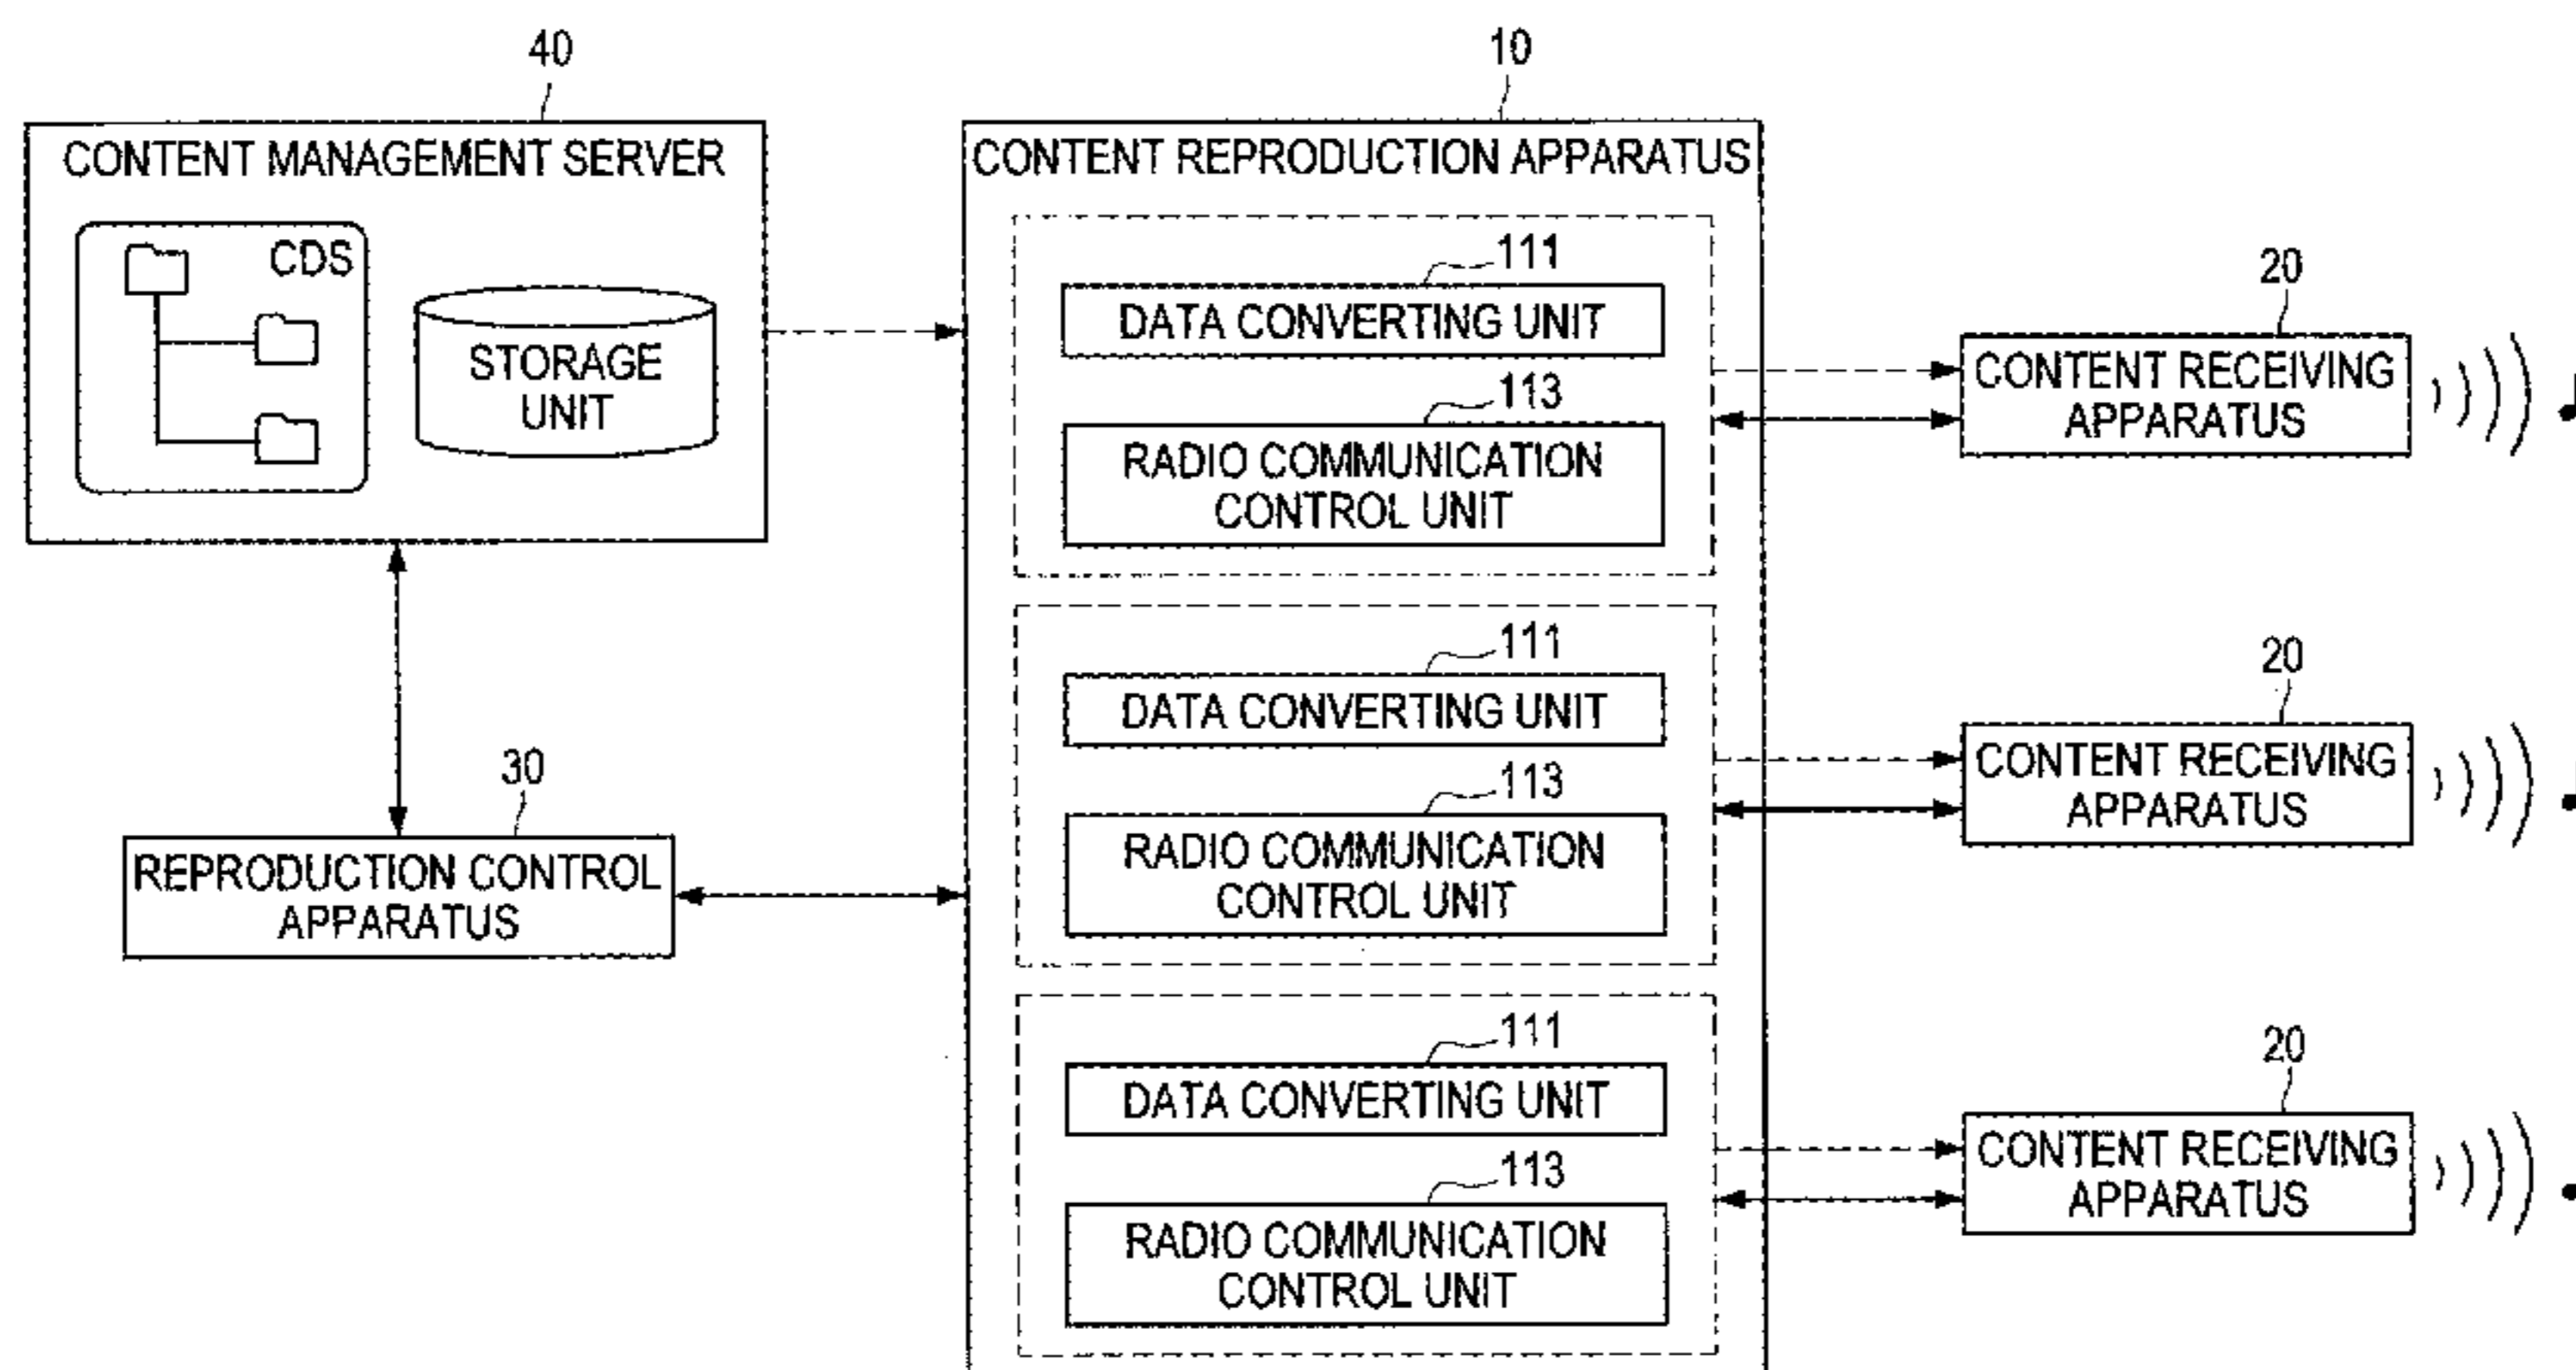 40
CONTENT MANAGEMENT SERVER
CDS
STORAGE
UNIT
30
REPRODUCTION CONTROL
APPARATUS
10
CONTENT REPRODUCTION APPARATUS
111
DATA CONVERTING UNIT
113
RADIO COMMUNICATION
CONTROL UNIT
111
DATA CONVERTING UNIT
113
RADIO COMMUNICATION
CONTROL UNIT
111
DATA CONVERTING UNIT
113
RADIO COMMUNICATION
CONTROL UNIT
20
CONTENT RECEIVING
APPARATUS
20
CONTENT RECEIVING
APPARATUS
20
CONTENT RECEIVING
APPARATUS